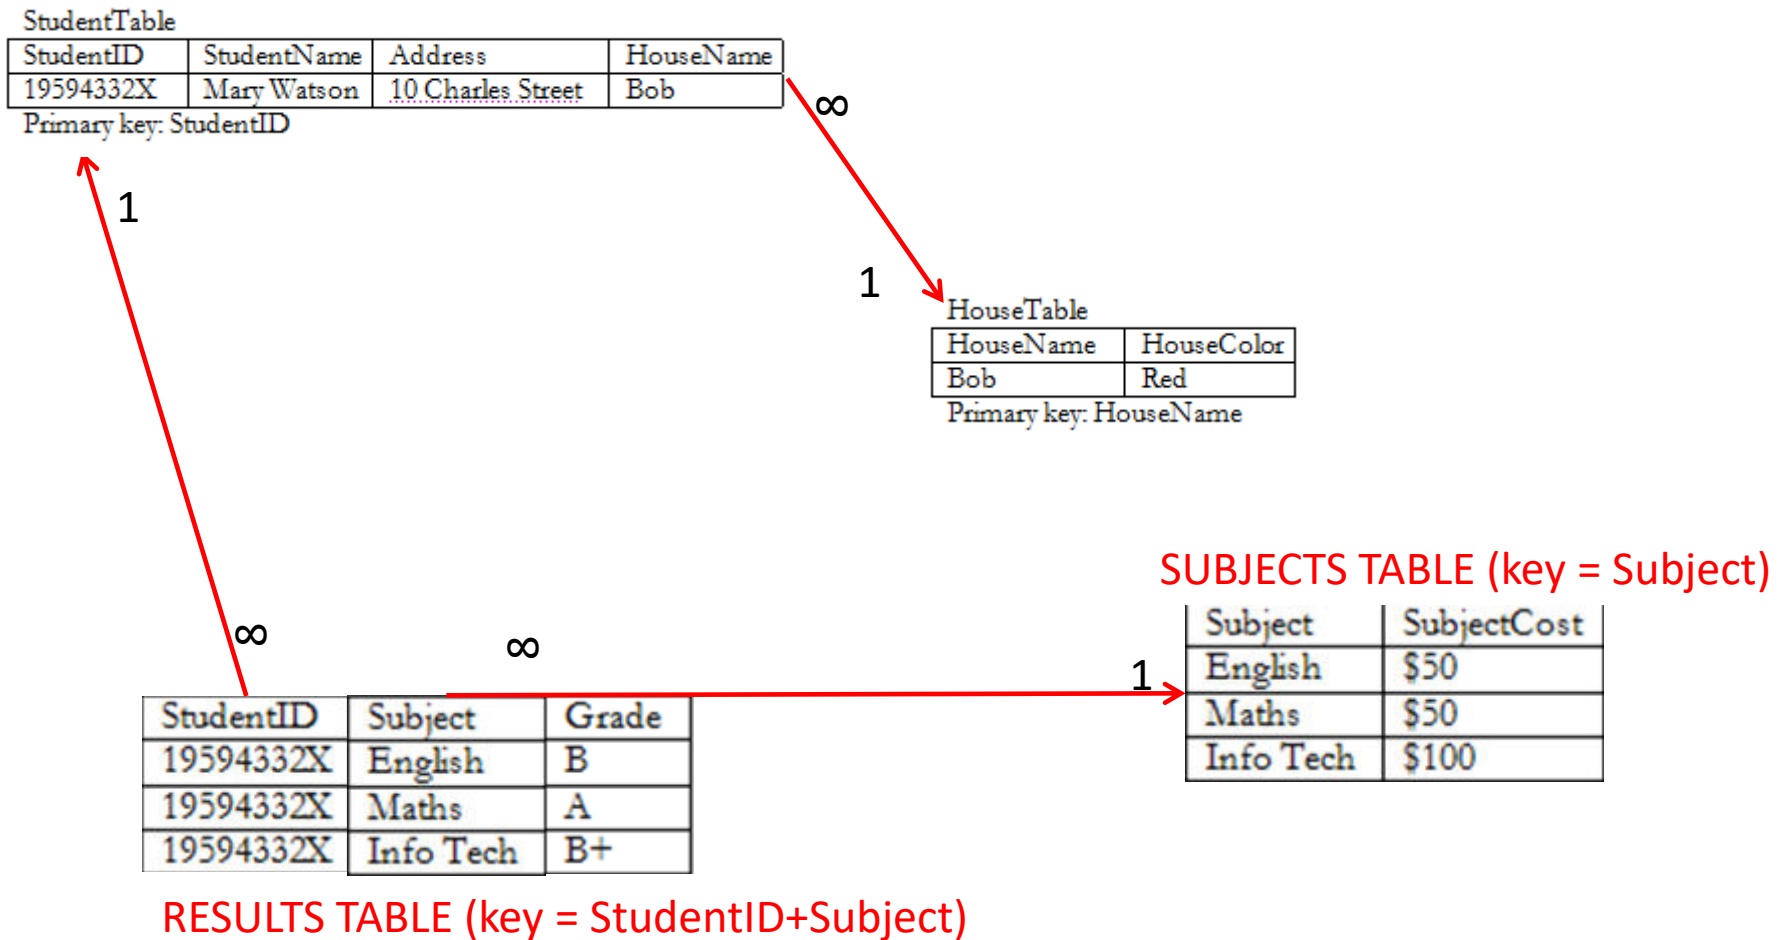 StudentTable
StudentID StudentName Address HouseName
19594332X Mary Watson 10 Charles Street Bob
Primary key: StudentID
∞
1
1
HouseTable
HouseName HouseColor
Bob Red
Primary key: HouseName
SUBJECTS TABLE (key = Subject)
Subject SubjectCost
English $50
Maths $50
Info Tech $100
∞
∞
1
StudentID Subject Grade
19594332X English B
19594332X Maths A
19594332X Info Tech B+
RESULTS TABLE (key = StudentID+Subject)